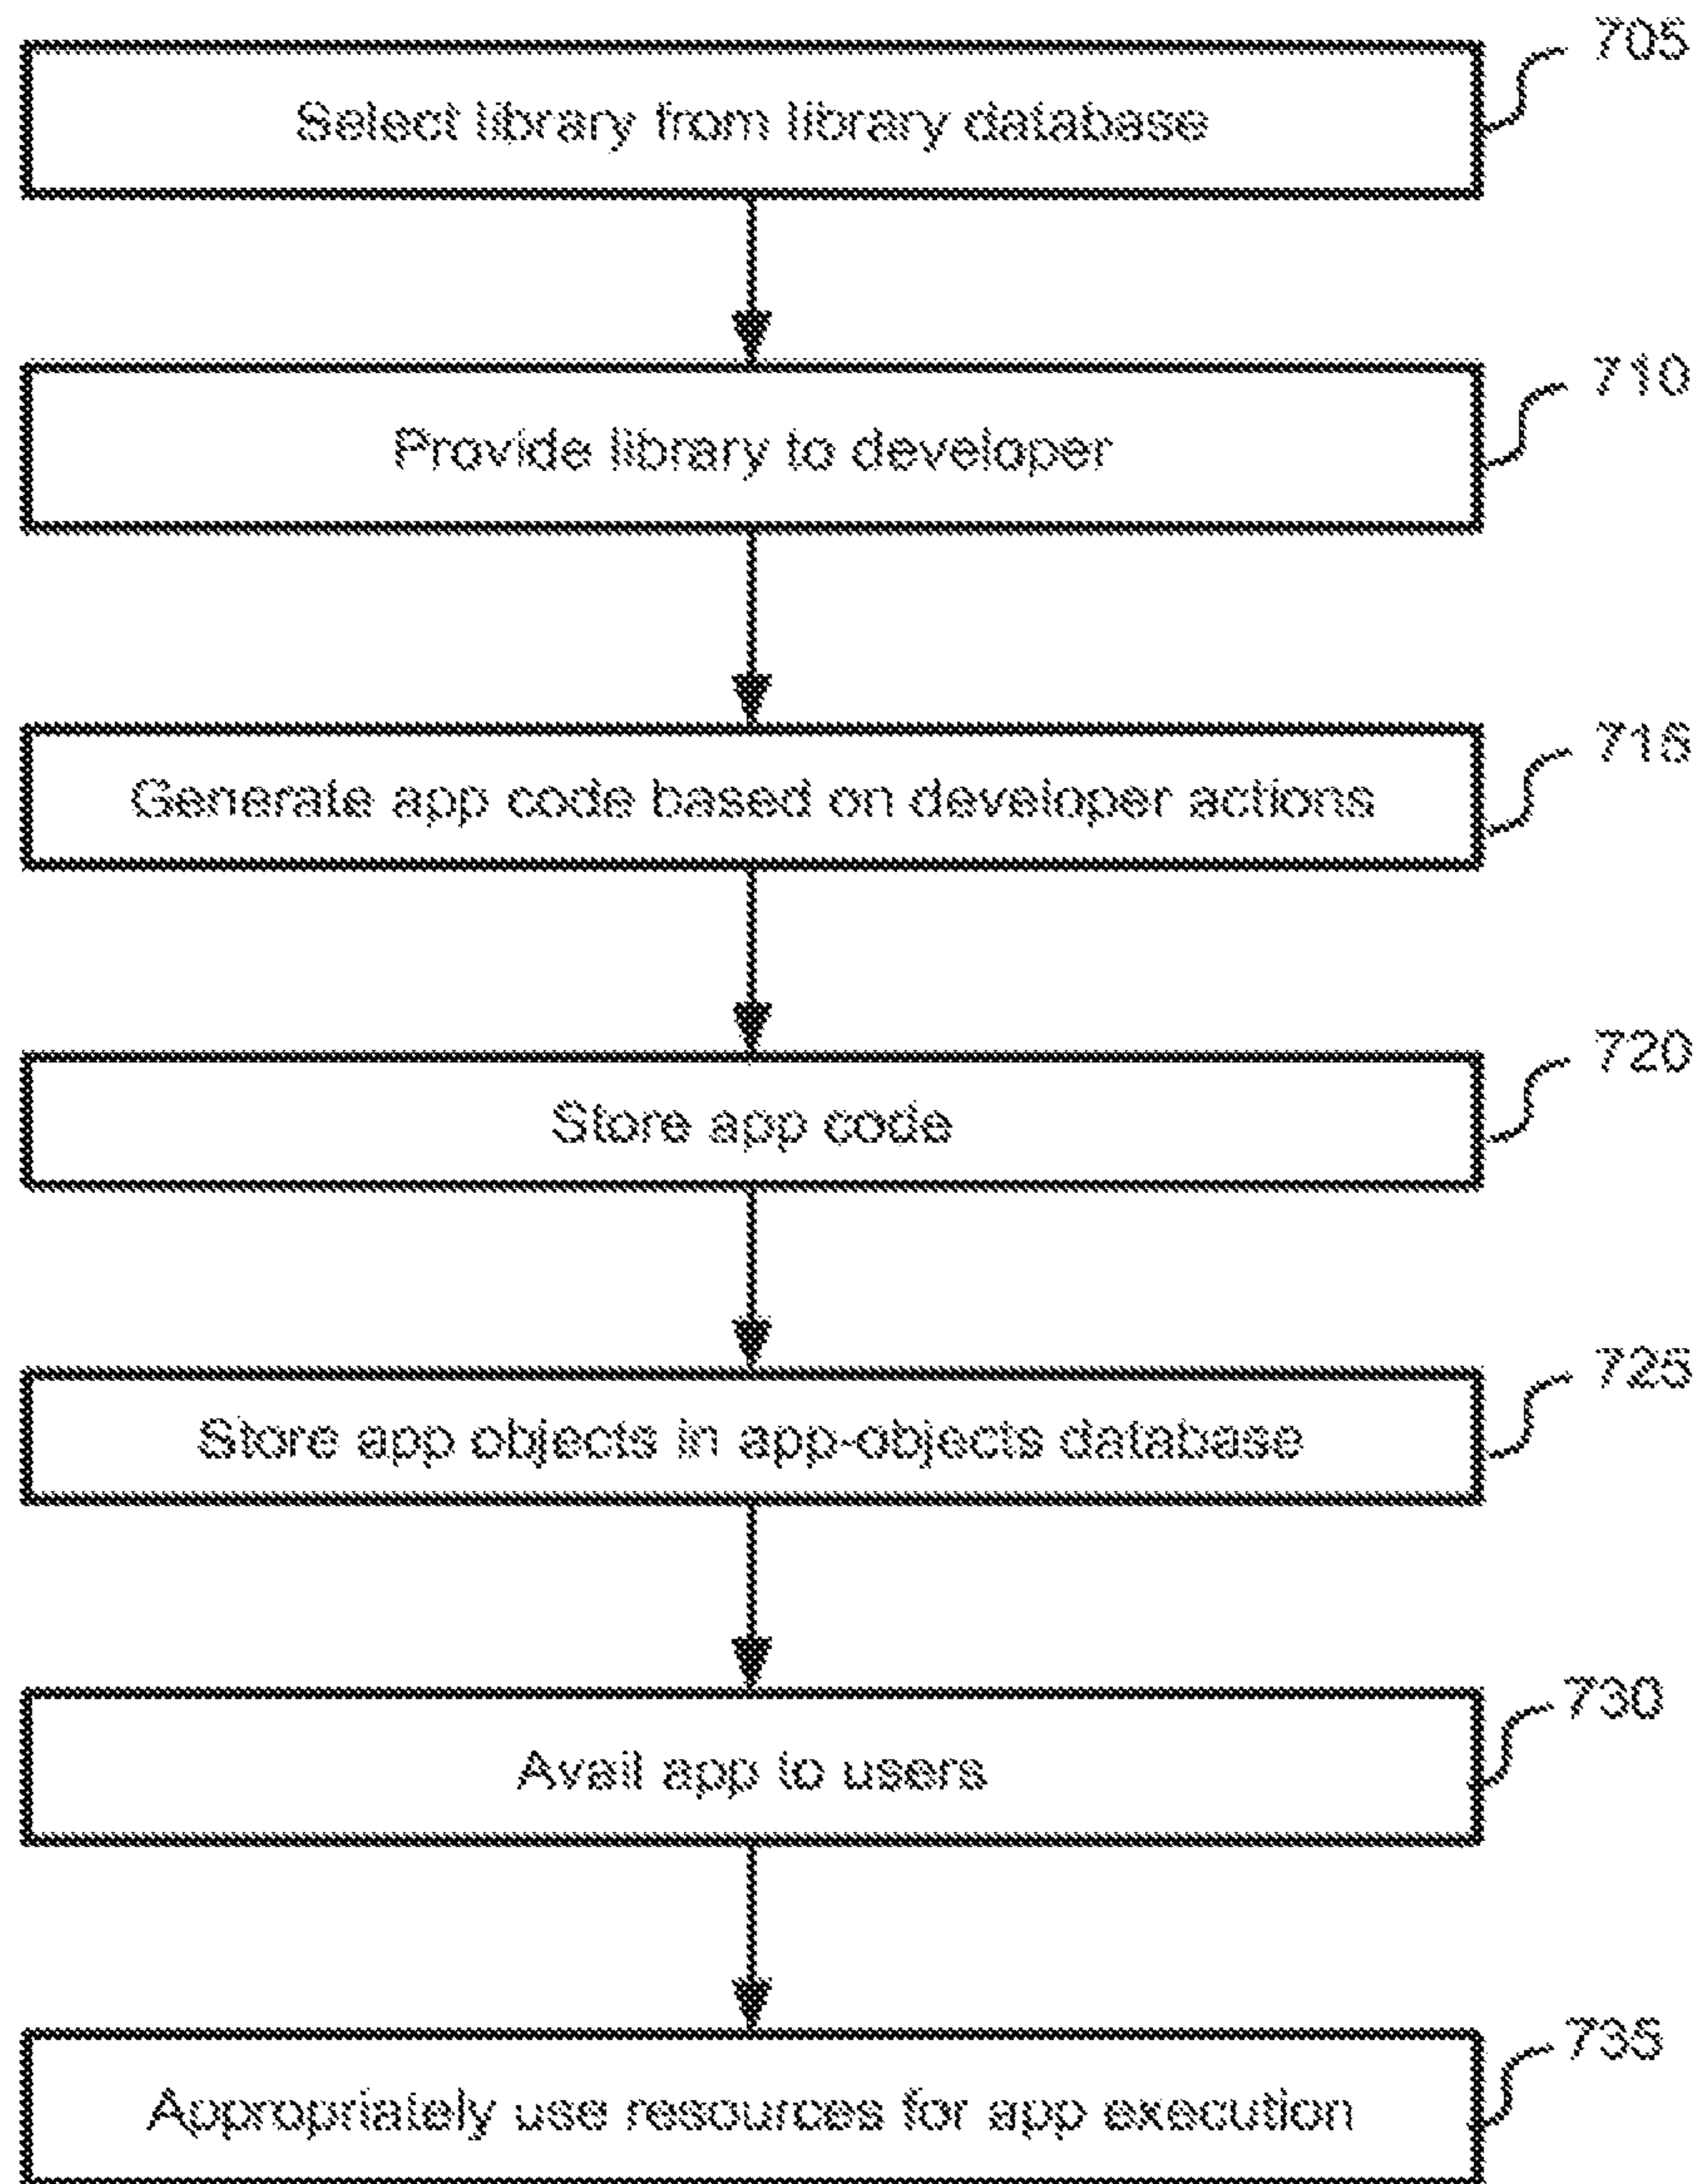 705
Select library from library database
710
Provide library to developer
715
Generate app code based on developer actions
720
Store app code
725
Store app objects in app-objects database
730
Avail app to users
735
Appropriately use resources for app execution